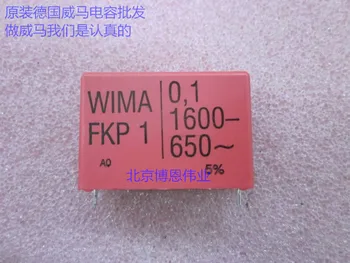 原装德国威马电容批发
做威马我们是认真的
WIMA
FKP 1
AQ
0,1
1600–
650~
5%
北京博恩伟业